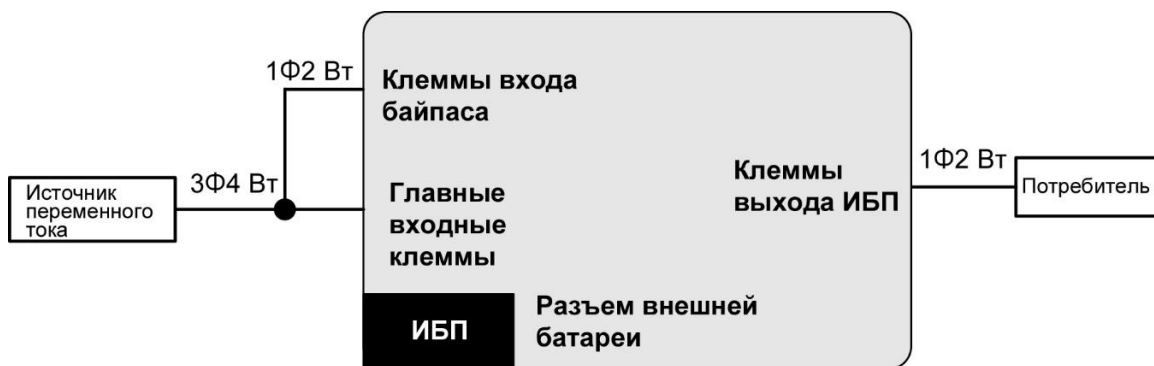 1Ф2 Вт
Клеммы входа
байпаса
3Ф4 Вт
Источник
переменного
тока
Главные
входные
клеммы
Клеммы
выхода ИБП
1Ф2 Вт
Потребитель
ИБП
Разъем внешней
батареи